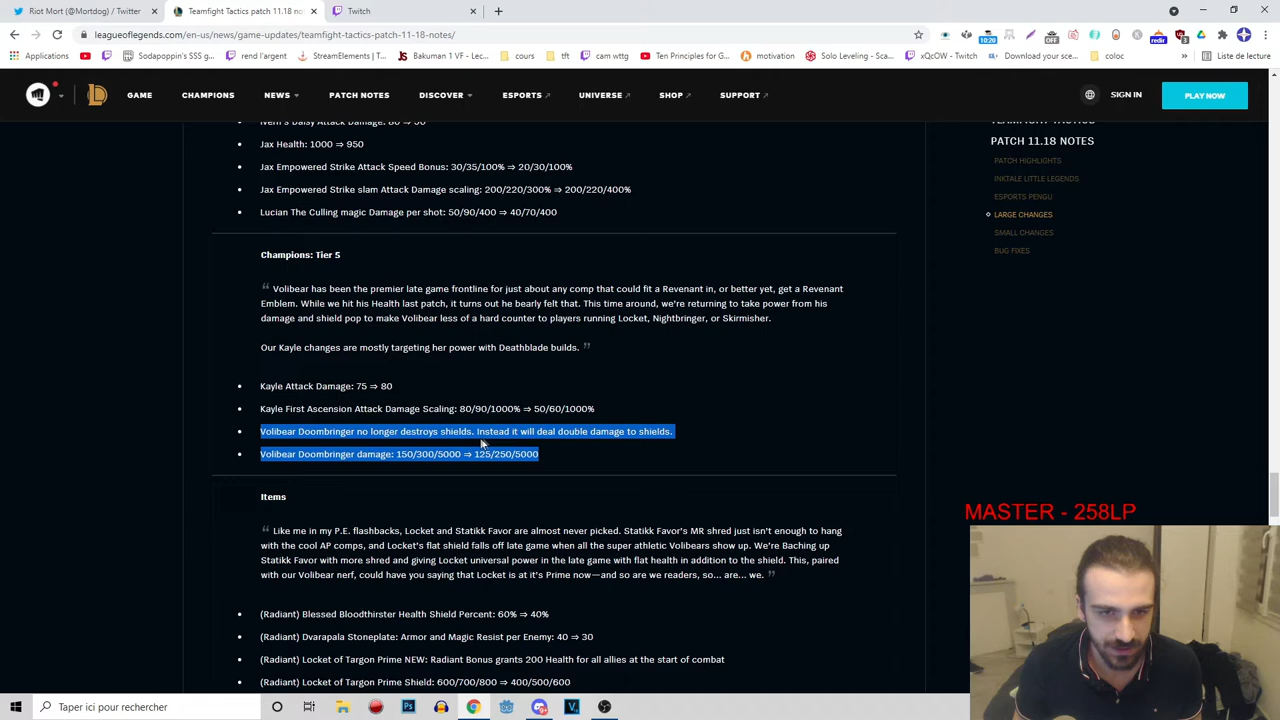 Riot Mort (@Mortdog) / Twitter
Teamfight Tactics patch 11.18 not
Twitch
leagueoflegends.com/en-us/news/game-updates/teamfight-tactics-patch-11-18-notes/
10:20
OFF
redir
3
Applications
Sodapoppin's GOLD...
rend l'argent
StreamElements | T...
Bakuman 1 VF - Lec...
cours
tft
cam wttg
Ten Principles for G...
motivation
Solo Leveling - Sca...
xQcOW - Twitch
Download your sce...
coloc
Liste de lecture
GAME
CHAMPIONS
NEWS
PATCH NOTES
DISCOVER
ESPORTS
UNIVERSE
SHOP
SUPPORT
SIGN IN
PLAY NOW
Ivern's Daisy Attack Damage: 80 ⇒
Jax Health: 1000 ⇒ 950
Jax Empowered Strike Attack Speed Bonus: 30/35/100% ⇒ 20/30/100%
Jax Empowered Strike slam Attack Damage scaling: 200/220/300% ⇒ 200/220/400%
Lucian The Culling magic Damage per shot: 50/90/400 ⇒ 40/70/400
TEAMFIGHT TACTICS
PATCH 11.18 NOTES
PATCH HIGHLIGHTS
INKTALE LITTLE LEGENDS
ESPORTS PENGU
LARGE CHANGES
SMALL CHANGES
BUG FIXES
Champions: Tier 5
" Volibear has been the premier late game frontline for just about any comp that could fit a Revenant in, or better yet, get a Revenant
Emblem. While we hit his Health last patch, it turns out he bearly felt that. This time around, we're returning to take power from his
damage and shield pop to make Volibear less of a hard counter to players running Locket, Nightbringer, or Skirmisher.
Our Kayle changes are mostly targeting her power with Deathblade builds. "
Kayle Attack Damage: 75 ⇒ 80
Kayle First Ascension Attack Damage Scaling: 80/90/1000% ⇒ 50/60/1000%
Volibear Doombringer no longer destroys shields. Instead it will deal double damage to shields.
Volibear Doombringer damage: 150/300/5000 ⇒ 125/250/5000
Items
" Like me in my P.E. flashbacks, Locket and Statikk Favor are almost never picked. Statikk Favor's MR shred just isn't enough to hang
with the cool AP comps, and Locket's flat shield falls off late game when all the super athletic Volibears show up. We're Baching up
Statikk Favor with more shred and giving Locket universal power in the late game with flat health in addition to the shield. This, paired
with our Volibear nerf, could have you saying that Locket is at it's Prime now—and so are we readers, so... are... we. "
(Radiant) Blessed Bloodthirster Health Shield Percent: 60% ⇒ 40%
(Radiant) Dvarapala Stoneplate: Armor and Magic Resist per Enemy: 40 ⇒ 30
(Radiant) Locket of Targon Prime NEW: Radiant Bonus grants 200 Health for all allies at the start of combat
(Radiant) Locket of Targon Prime Shield: 600/700/800 ⇒ 400/500/600
MASTER - 258LP
Taper ici pour rechercher